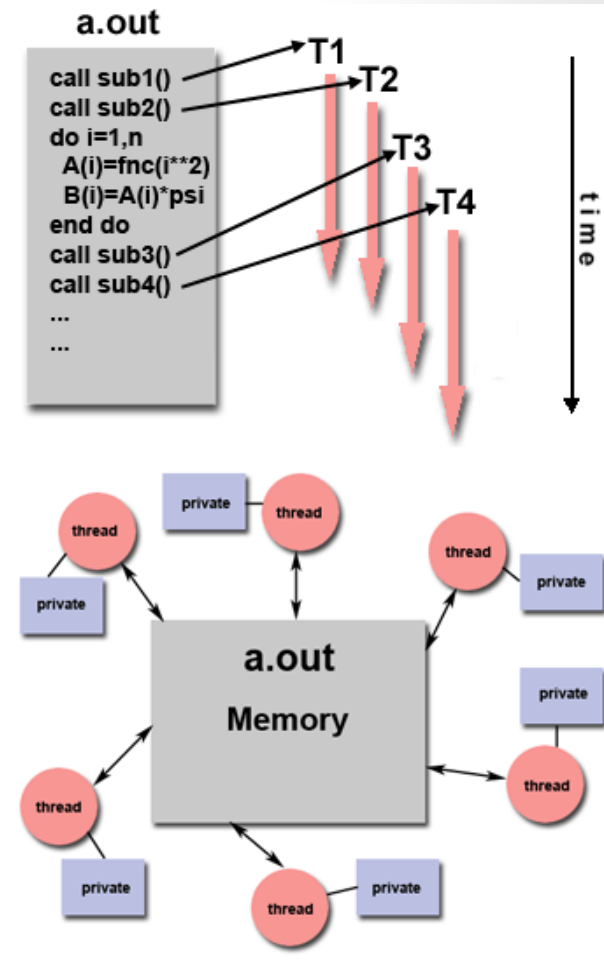 a.out
call sub1()
call sub2()
do i=1,n
A(i)=fnc(i**2)
B(i)=A(i)*psi
end do
call sub3()
call sub4()
...
...
T1
T2
T3
T4
time
private
thread
thread
private
thread
private
a.out
Memory
private
thread
thread
private
thread
private